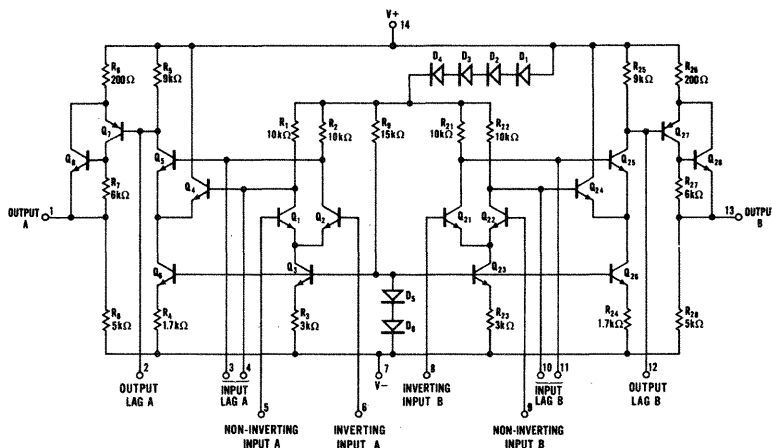 V+
14
D4 D3 D2 D1
R6
200Ω
R5
9kΩ
R25
9kΩ
R26
200Ω
R1
10kΩ
R2
10kΩ
R9
15kΩ
R21
10kΩ
R22
10kΩ
Q7
Q27
Q8
Q5
Q4
Q25
Q24
Q28
R7
6kΩ
R27
6kΩ
OUTPUT
A
1
Q1
Q2
Q21
Q22
13
OUTPUT
B
Q6
Q3
Q23
Q26
D5
D6
R8
5kΩ
R4
1.7kΩ
R3
3kΩ
R23
3kΩ
R24
1.7kΩ
R28
5kΩ
2
OUTPUT
LAG A
3 4
INPUT
LAG A
7
V−
8
INVERTING
INPUT B
10 11
INPUT
LAG B
12
OUTPUT
LAG B
5
NON-INVERTING
INPUT A
6
INVERTING
INPUT A
9
NON-INVERTING
INPUT B